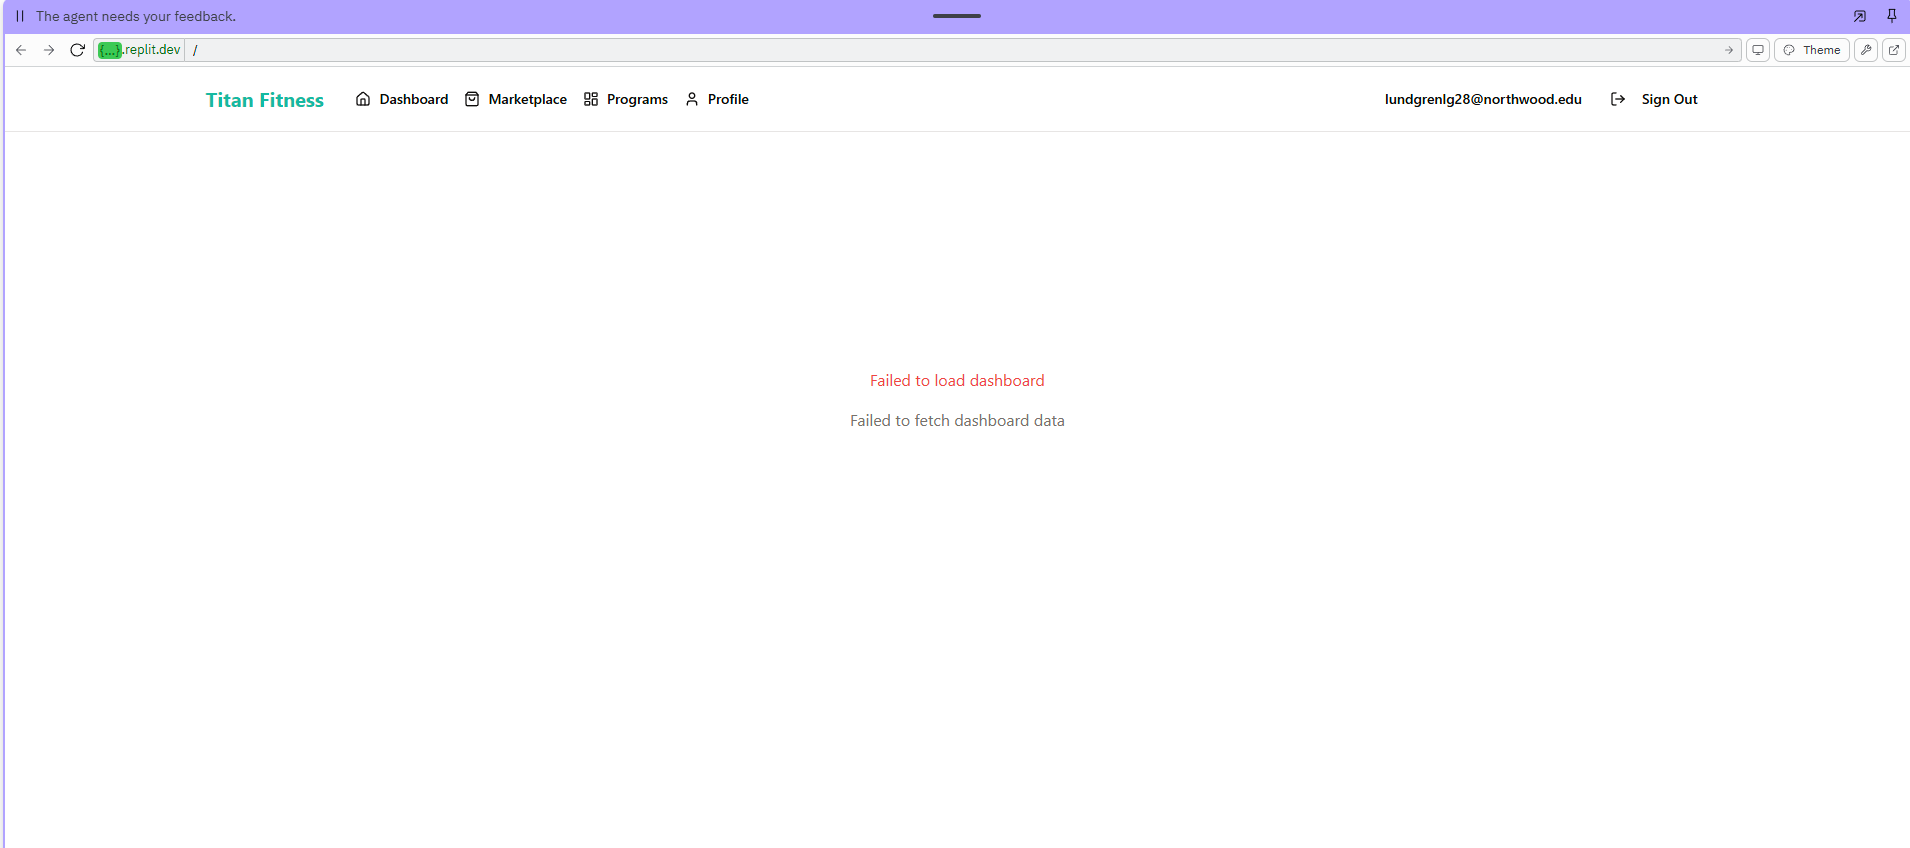 The agent needs your feedback.
{...}.replit.dev /
Theme
Titan Fitness Dashboard Marketplace Programs Profile lundgrenlg28@northwood.edu Sign Out
Failed to load dashboard
Failed to fetch dashboard data